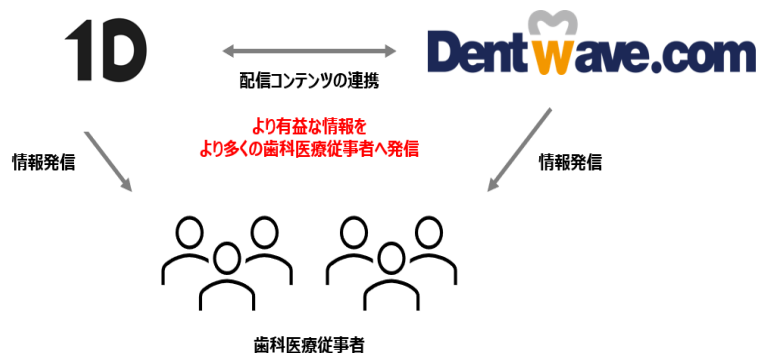 1D
Dentwave.com
配信コンテンツの連携
より有益な情報を
より多くの歯科医療従事者へ発信
情報発信
情報発信
歯科医療従事者